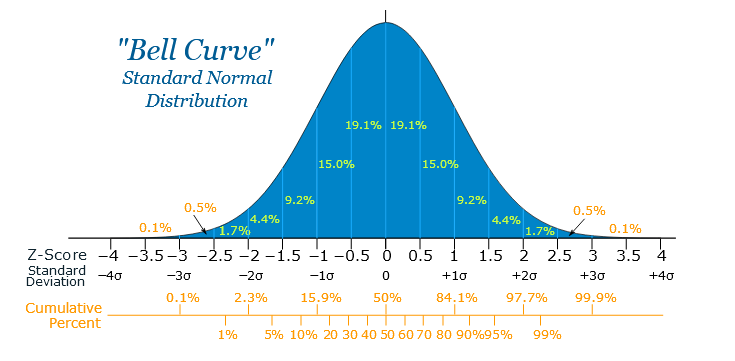 "Bell Curve"
Standard Normal
Distribution
19.1% 19.1%
15.0% 15.0%
9.2% 9.2%
0.5% 4.4% 4.4% 0.5%
0.1% 1.7% 1.7% 0.1%
Z-Score −4 −3.5 −3 −2.5 −2 −1.5 −1 −0.5 0 0.5 1 1.5 2 2.5 3 3.5 4
Standard
Deviation −4σ −3σ −2σ −1σ 0 +1σ +2σ +3σ +4σ
0.1% 2.3% 15.9% 50% 84.1% 97.7% 99.9%
Cumulative
Percent
1% 5% 10% 20 30 40 50 60 70 80 90% 95% 99%